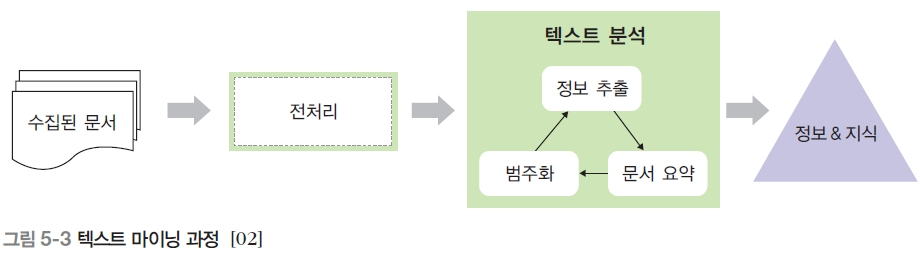 텍스트 분석
정보 추출
수집된 문서
전처리
정보 & 지식
범주화
문서 요약
그림 5-3 텍스트 마이닝 과정 [02]